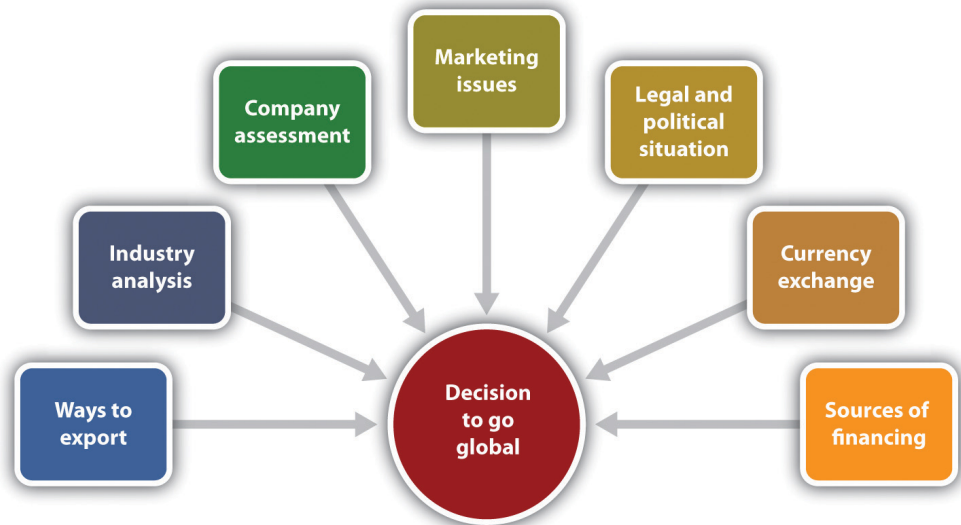 Marketing
issues
Company
assessment
Legal and
political
situation
Industry
analysis
Currency
exchange
Ways to
export
Decision
to go
global
Sources of
financing